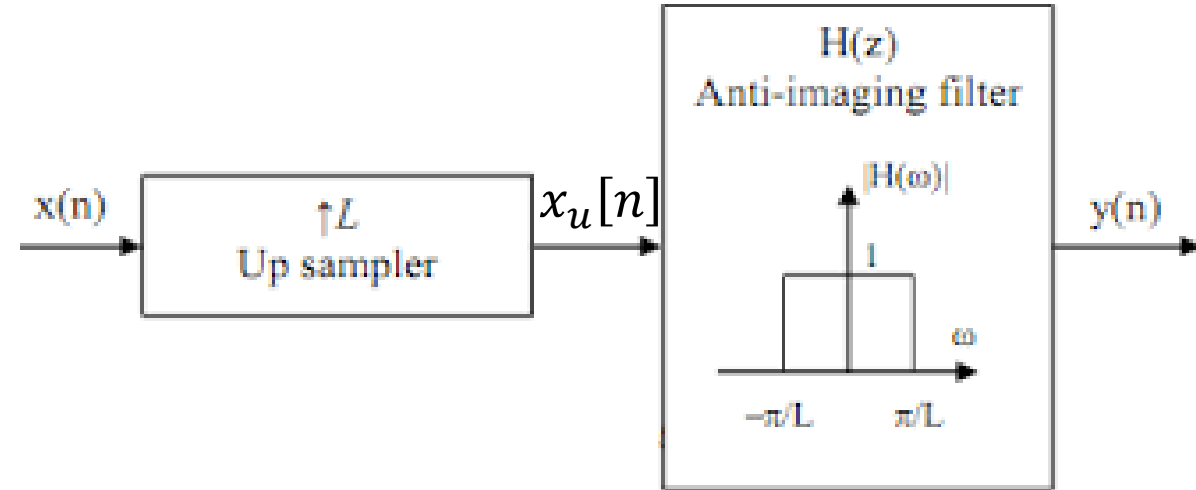 H(z)
Anti-imaging filter
|H(ω)|
x(n)
↑L
Up sampler
x_u[n]
y(n)
1
ω
−π/L
π/L